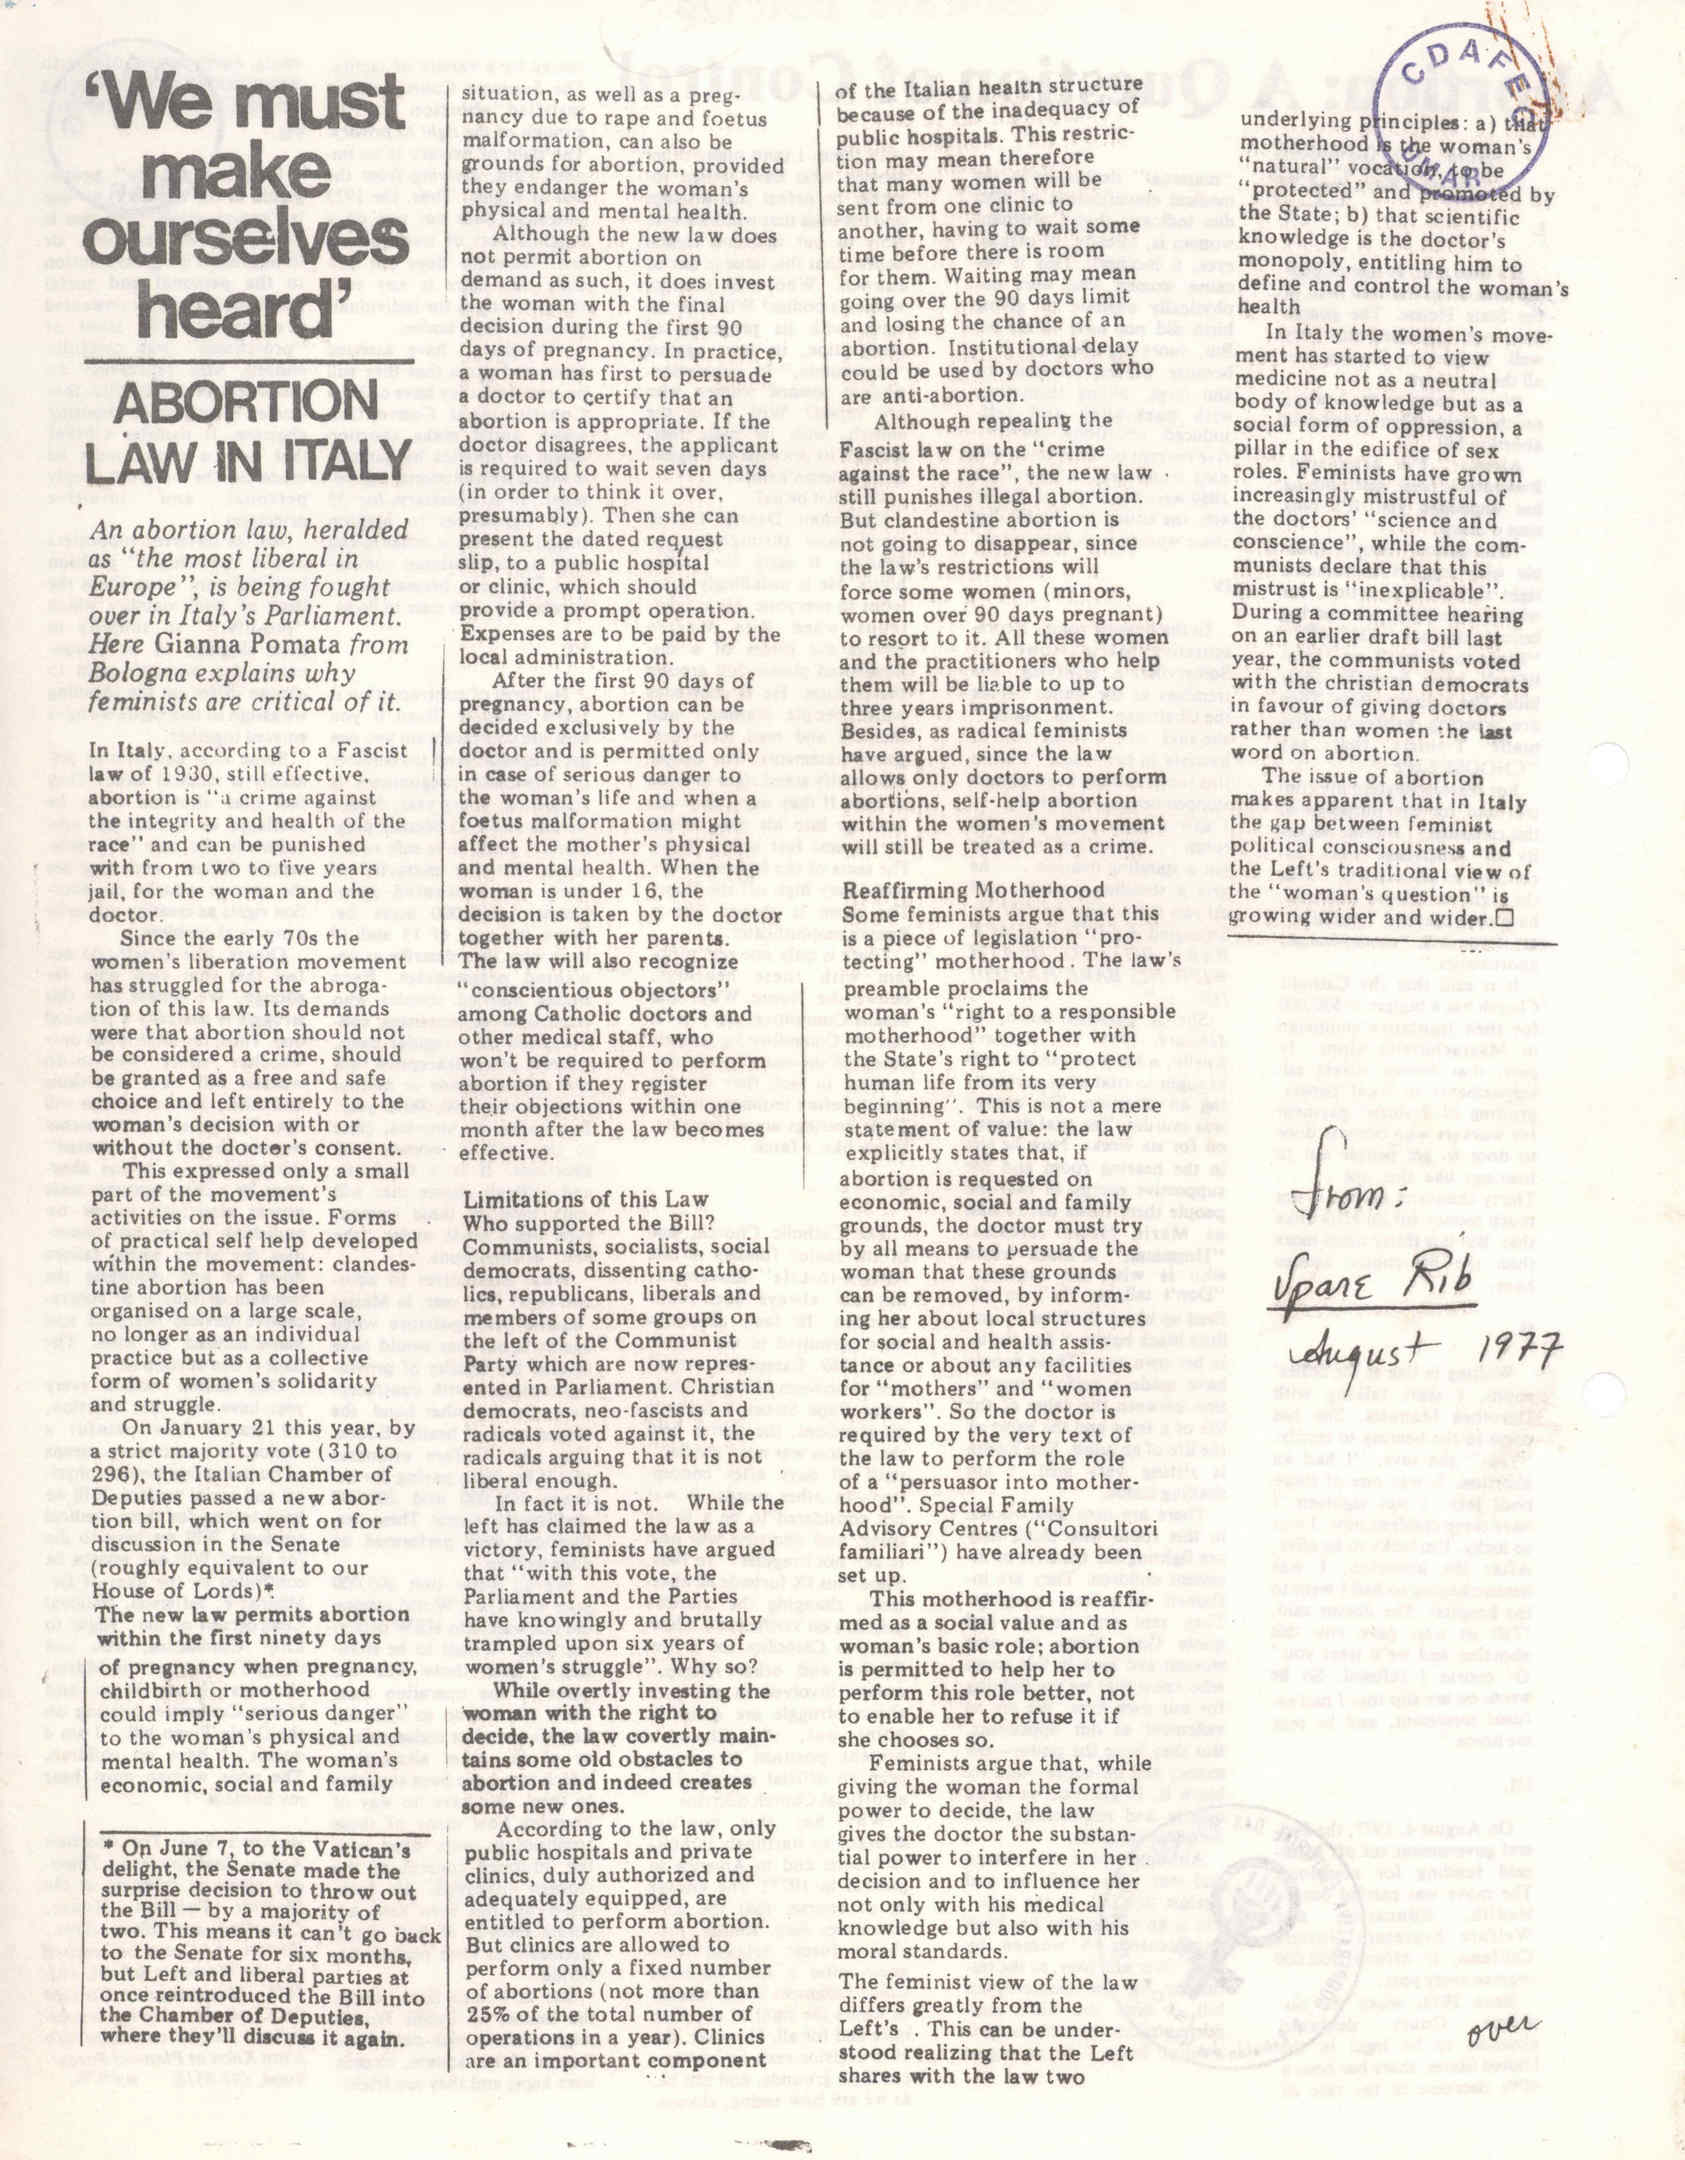 ‘We must
make
ourselves
heard’
ABORTION
LAW IN ITALY
An abortion law, heralded
as “the most liberal in
Europe”, is being fought
over in Italy’s Parliament.
Here Gianna Pomata from
Bologna explains why
feminists are critical of it.
In Italy, according to a Fascist
law of 1930, still effective,
abortion is “a crime against
the integrity and health of the
race” and can be punished
with from two to five years
jail, for the woman and the
doctor.
Since the early 70s the
women’s liberation movement
has struggled for the abroga-
tion of this law. Its demands
were that abortion should not
be considered a crime, should
be granted as a free and safe
choice and left entirely to the
woman’s decision with or
without the doctor’s consent.
This expressed only a small
part of the movement’s
activities on the issue. Forms
of practical self help developed
within the movement: clandes-
tine abortion has been
organised on a large scale,
no longer as an individual
practice but as a collective
form of women’s solidarity
and struggle.
On January 21 this year, by
a strict majority vote (310 to
296), the Italian Chamber of
Deputies passed a new abor-
tion bill, which went on for
discussion in the Senate
(roughly equivalent to our
House of Lords)*.
The new law permits abortion
within the first ninety days
of pregnancy when pregnancy,
childbirth or motherhood
could imply “serious danger”
to the woman’s physical and
mental health. The woman’s
economic, social and family
* On June 7, to the Vatican’s
delight, the Senate made the
surprise decision to throw out
the Bill — by a majority of
two. This means it can’t go back
to the Senate for six months,
but Left and liberal parties at
once reintroduced the Bill into
the Chamber of Deputies,
where they’ll discuss it again.
situation, as well as a preg-
nancy due to rape and foetus
malformation, can also be
grounds for abortion, provided
they endanger the woman’s
physical and mental health.
Although the new law does
not permit abortion on
demand as such, it does invest
the woman with the final
decision during the first 90
days of pregnancy. In practice,
a woman has first to persuade
a doctor to certify that an
abortion is appropriate. If the
doctor disagrees, the applicant
is required to wait seven days
(in order to think it over,
presumably). Then she can
present the dated request
slip, to a public hospital
or clinic, which should
provide a prompt operation.
Expenses are to be paid by the
local administration.
After the first 90 days of
pregnancy, abortion can be
decided exclusively by the
doctor and is permitted only
in case of serious danger to
the woman’s life and when a
foetus malformation might
affect the mother’s physical
and mental health. When the
woman is under 16, the
decision is taken by the doctor
together with her parents.
The law will also recognize
“conscientious objectors”
among Catholic doctors and
other medical staff, who
won’t be required to perform
abortion if they register
their objections within one
month after the law becomes
effective.
Limitations of this Law
Who supported the Bill?
Communists, socialists, social
democrats, dissenting catho-
lics, republicans, liberals and
members of some groups on
the left of the Communist
Party which are now repres-
ented in Parliament. Christian
democrats, neo-fascists and
radicals voted against it, the
radicals arguing that it is not
liberal enough.
In fact it is not. While the
left has claimed the law as a
victory, feminists have argued
that “with this vote, the
Parliament and the Parties
have knowingly and brutally
trampled upon six years of
women’s struggle”. Why so?
While overtly investing the
woman with the right to
decide, the law covertly main-
tains some old obstacles to
abortion and indeed creates
some new ones.
According to the law, only
public hospitals and private
clinics, duly authorized and
adequately equipped, are
entitled to perform abortion.
But clinics are allowed to
perform only a fixed number
of abortions (not more than
25% of the total number of
operations in a year). Clinics
are an important component
of the Italian health structure
because of the inadequacy of
public hospitals. This restric-
tion may mean therefore
that many women will be
sent from one clinic to
another, having to wait some
time before there is room
for them. Waiting may mean
going over the 90 days limit
and losing the chance of an
abortion. Institutional delay
could be used by doctors who
are anti-abortion.
Although repealing the
Fascist law on the “crime
against the race”, the new law
still punishes illegal abortion.
But clandestine abortion is
not going to disappear, since
the law’s restrictions will
force some women (minors,
women over 90 days pregnant)
to resort to it. All these women
and the practitioners who help
them will be liable to up to
three years imprisonment.
Besides, as radical feminists
have argued, since the law
allows only doctors to perform
abortions, self-help abortion
within the women’s movement
will still be treated as a crime.
Reaffirming Motherhood
Some feminists argue that this
is a piece of legislation “pro-
tecting” motherhood. The law’s
preamble proclaims the
woman’s “right to a responsible
motherhood” together with
the State’s right to “protect
human life from its very
beginning”. This is not a mere
statement of value: the law
explicitly states that, if
abortion is requested on
economic, social and family
grounds, the doctor must try
by all means to persuade the
woman that these grounds
can be removed, by inform-
ing her about local structures
for social and health assis-
tance or about any facilities
for “mothers” and “women
workers”. So the doctor is
required by the very text of
the law to perform the role
of a “persuasor into mother-
hood”. Special Family
Advisory Centres (“Consultori
familiari”) have already been
set up.
This motherhood is reaffir-
med as a social value and as
woman’s basic role; abortion
is permitted to help her to
perform this role better, not
to enable her to refuse it if
she chooses so.
Feminists argue that, while
giving the woman the formal
power to decide, the law
gives the doctor the substan-
tial power to interfere in her
decision and to influence her
not only with his medical
knowledge but also with his
moral standards.
The feminist view of the law
differs greatly from the
Left’s . This can be under-
stood realizing that the Left
shares with the law two
CDAFEG
UMAR
underlying principles: a) that
motherhood is the woman’s
“natural” vocation, to be
“protected” and promoted by
the State; b) that scientific
knowledge is the doctor’s
monopoly, entitling him to
define and control the woman’s
health
In Italy the women’s move-
ment has started to view
medicine not as a neutral
body of knowledge but as a
social form of oppression, a
pillar in the edifice of sex
roles. Feminists have grown
increasingly mistrustful of
the doctors’ “science and
conscience”, while the com-
munists declare that this
mistrust is “inexplicable”.
During a committee hearing
on an earlier draft bill last
year, the communists voted
with the christian democrats
in favour of giving doctors
rather than women the last
word on abortion.
The issue of abortion
makes apparent that in Italy
the gap between feminist
political consciousness and
the Left’s traditional view of
the “woman’s question” is
growing wider and wider.□
from:
Spare Rib
August 1977
over